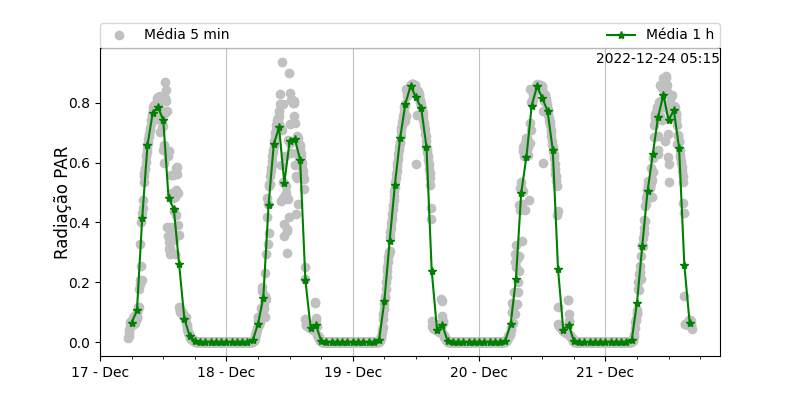 Média 5 min
Média 1 h
2022-12-24 05:15
Radiação PAR
0.8
0.6
0.4
0.2
0.0
17 - Dec
18 - Dec
19 - Dec
20 - Dec
21 - Dec